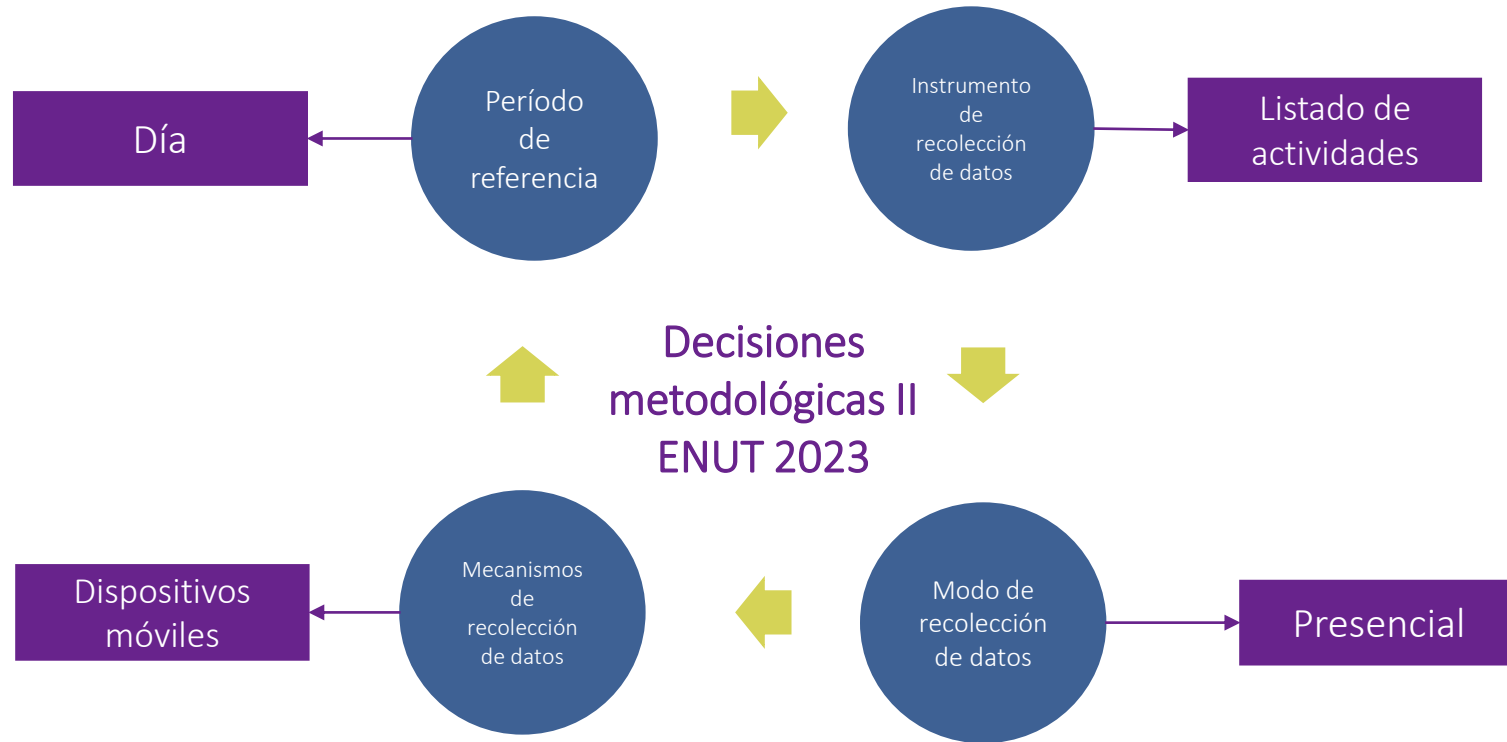 Día
Período
de
referencia
Instrumento
de
recolección
de datos
Listado de
actividades
Decisiones
metodológicas II
ENUT 2023
Dispositivos
móviles
Mecanismos
de
recolección
de datos
Modo de
recolección
de datos
Presencial